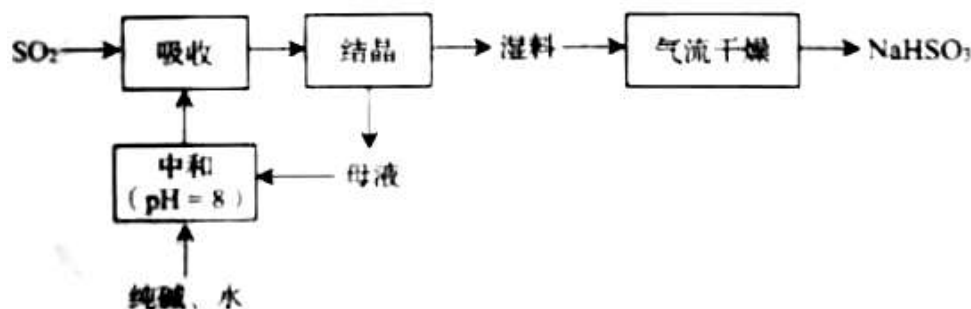 SO₂ 吸收 结晶 湿料 气流干燥 NaHSO₃
中和 母液
(pH = 8)
纯碱、水